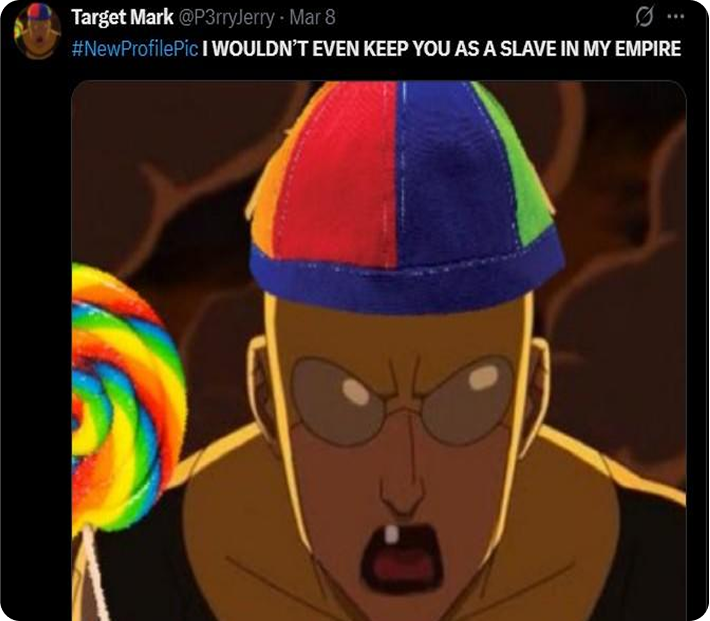 Target Mark @P3rryJerry · Mar 8
#NewProfilePic I WOULDN'T EVEN KEEP YOU AS A SLAVE IN MY EMPIRE